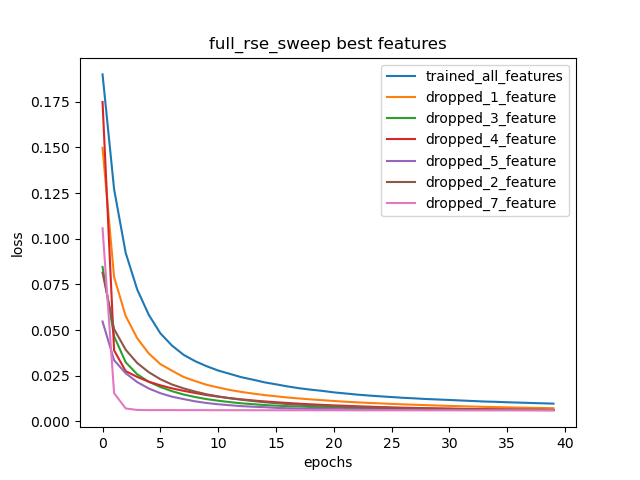 full_rse_sweep best features
trained_all_features
dropped_1_feature
dropped_3_feature
dropped_4_feature
dropped_5_feature
dropped_2_feature
dropped_7_feature
loss
0.175
0.150
0.125
0.100
0.075
0.050
0.025
0.000
0 5 10 15 20 25 30 35 40
epochs